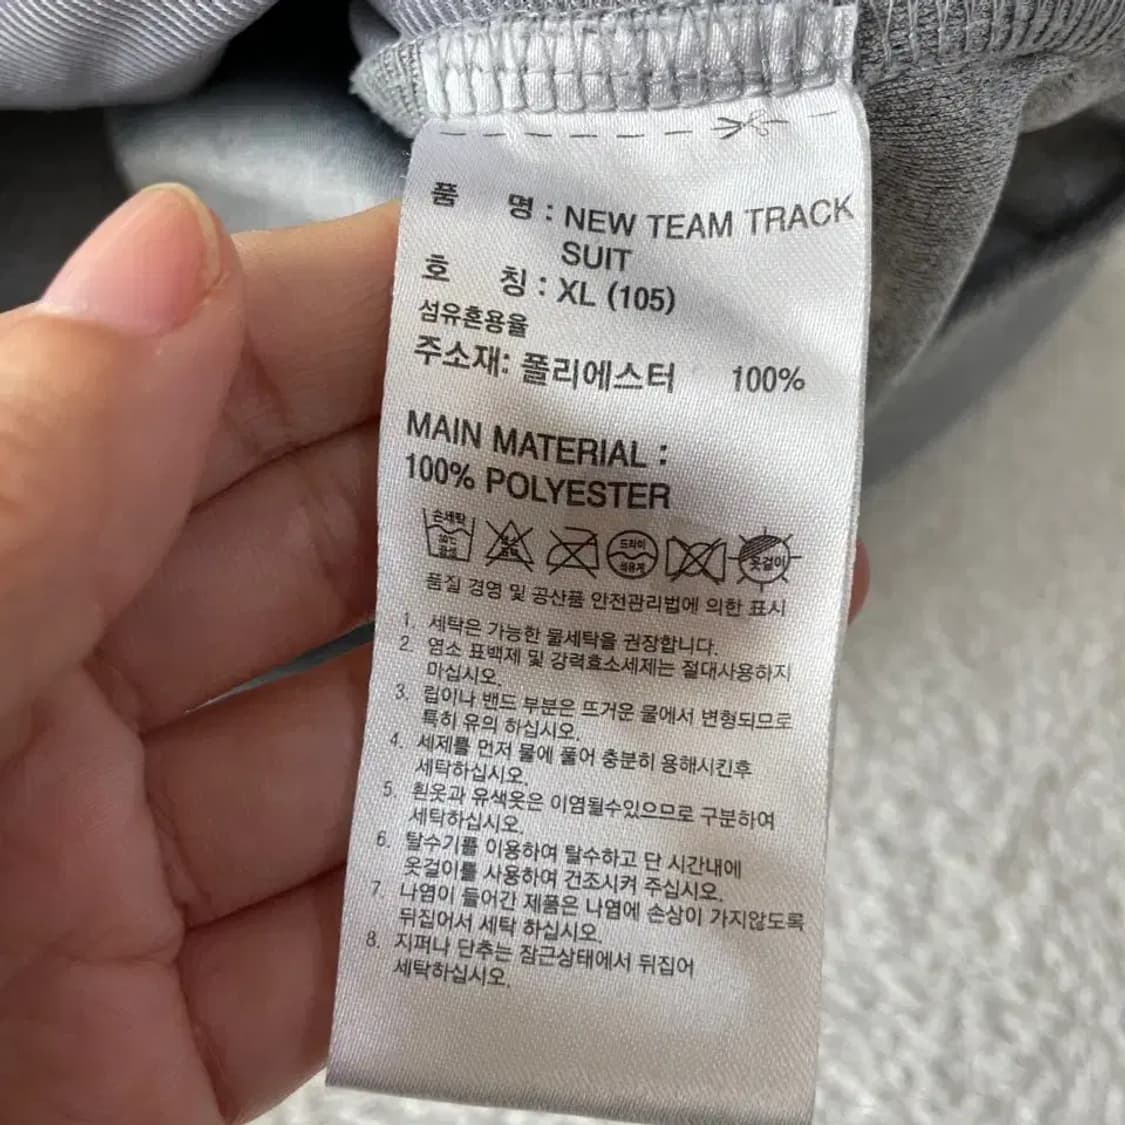 품 명 : NEW TEAM TRACK
SUIT
호 칭 : XL (105)
섬유혼용율
주소재: 폴리에스터 100%
MAIN MATERIAL :
100% POLYESTER
손세탁 드라이
30℃ 염소 석유계 옷걸이
중성 표백
품질 경영 및 공산품 안전관리법에 의한 표시
1. 세탁은 가능한 물세탁을 권장합니다.
2. 염소 표백제 및 강력효소세제는 절대사용하지
마십시오.
3. 립이나 밴드 부분은 뜨거운 물에서 변형되므로
특히 유의 하십시오.
4. 세제를 먼저 물에 풀어 충분히 용해시킨후
세탁하십시오.
5. 흰옷과 유색옷은 이염될수있으므로 구분하여
세탁하십시오.
6. 탈수기를 이용하여 탈수하고 단 시간내에
옷걸이를 사용하여 건조시켜 주십시오.
7. 나염이 들어간 제품은 나염에 손상이 가지않도록
뒤집어서 세탁 하십시오.
8. 지퍼나 단추는 잠근상태에서 뒤집어
세탁하십시오.